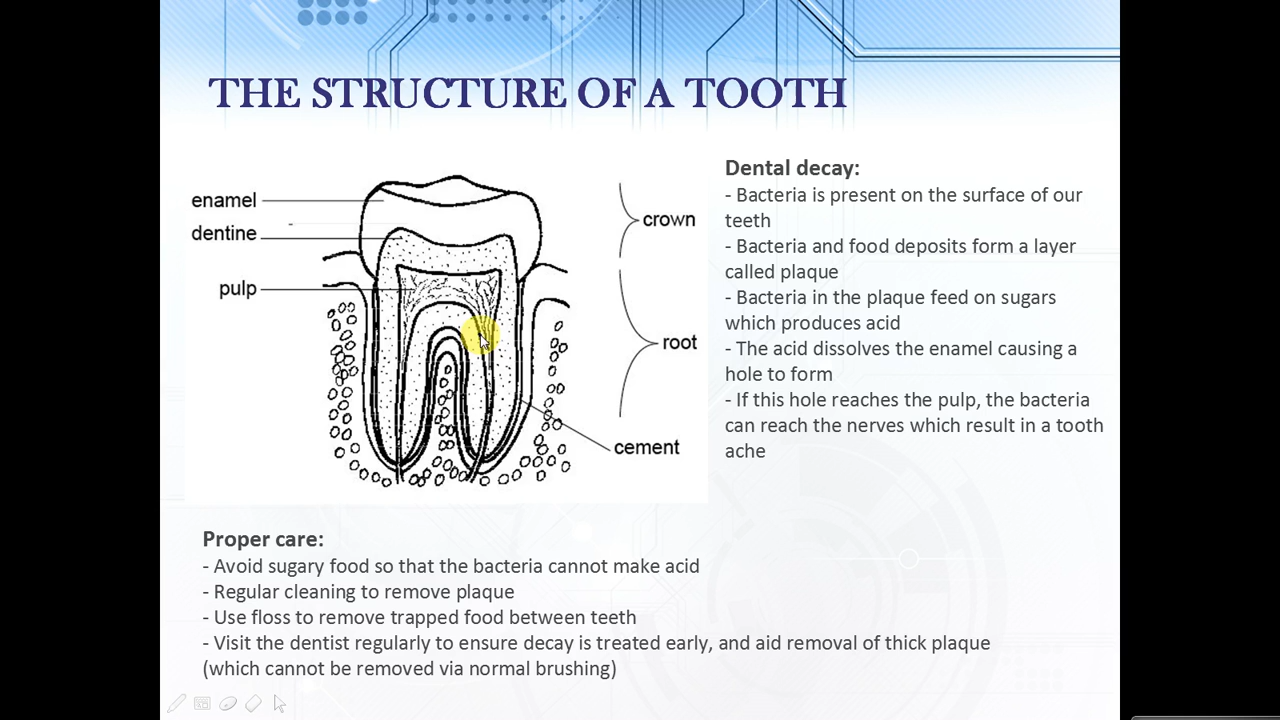 THE STRUCTURE OF A TOOTH
enamel
dentine
pulp
crown
root
cement
Dental decay:
- Bacteria is present on the surface of our
teeth
- Bacteria and food deposits form a layer
called plaque
- Bacteria in the plaque feed on sugars
which produces acid
- The acid dissolves the enamel causing a
hole to form
- If this hole reaches the pulp, the bacteria
can reach the nerves which result in a tooth
ache
Proper care:
- Avoid sugary food so that the bacteria cannot make acid
- Regular cleaning to remove plaque
- Use floss to remove trapped food between teeth
- Visit the dentist regularly to ensure decay is treated early, and aid removal of thick plaque
(which cannot be removed via normal brushing)